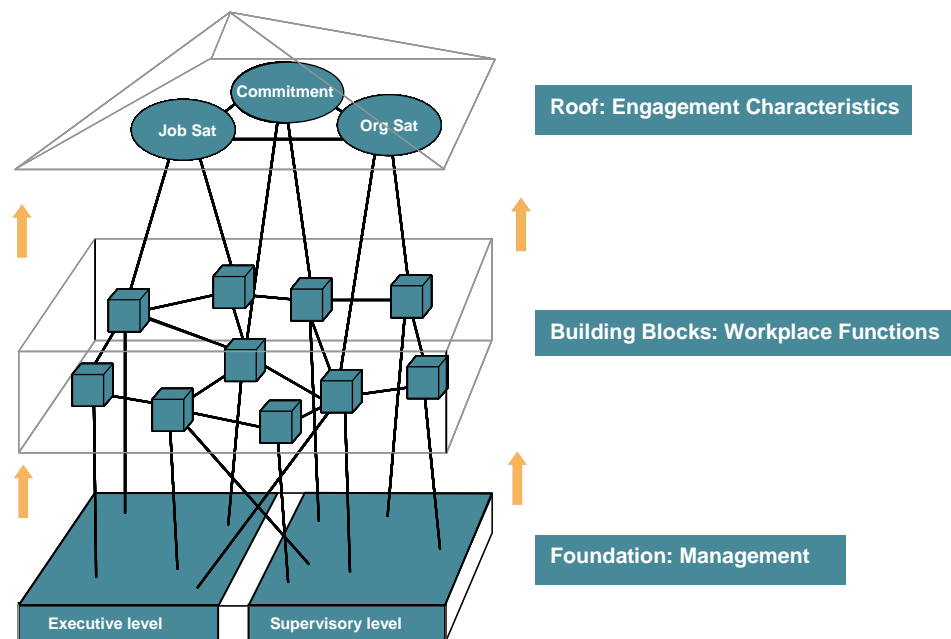 Commitment
Job Sat
Org Sat
Roof: Engagement Characteristics
Building Blocks: Workplace Functions
Foundation: Management
Executive level
Supervisory level